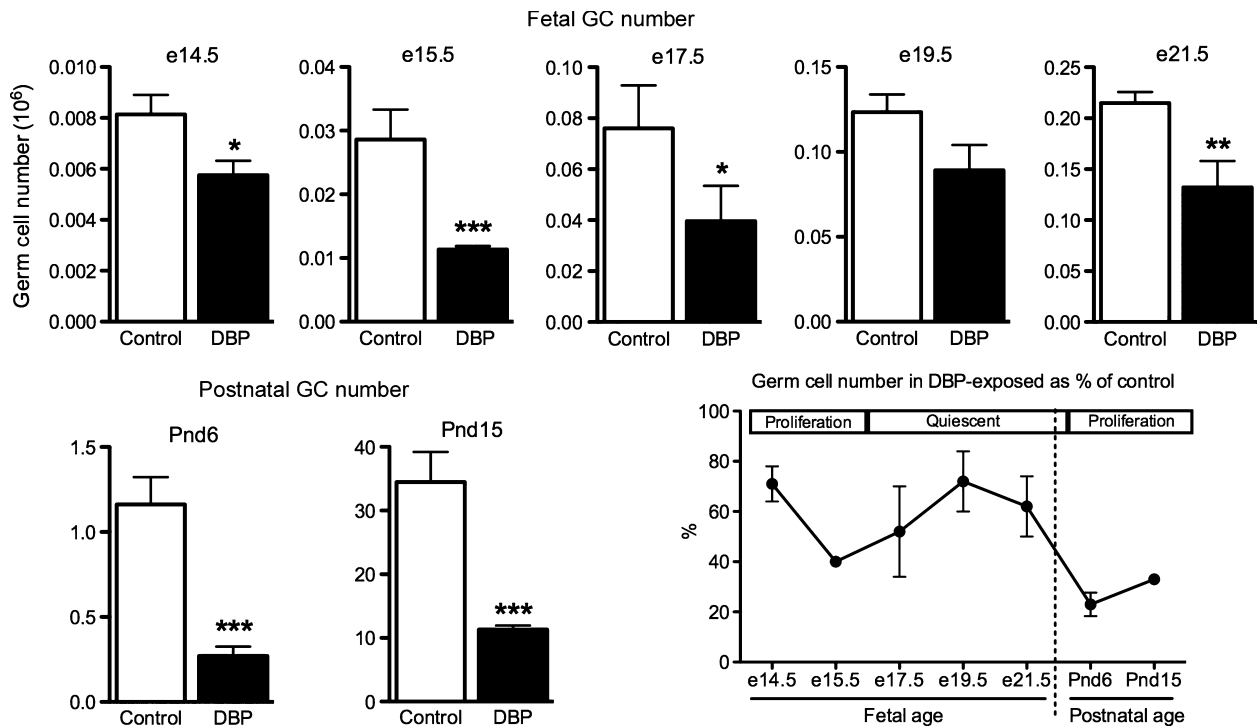 Fetal GC number
e14.5
e15.5
e17.5
e19.5
e21.5
Germ cell number (10⁶)
0.010
0.008
0.006
0.004
0.002
0.000
*
Control
DBP
0.04
0.03
0.02
0.01
0.00
***
Control
DBP
0.10
0.08
0.06
0.04
0.02
0.00
*
Control
DBP
0.15
0.10
0.05
0.00
Control
DBP
0.25
0.20
0.15
0.10
0.05
0.00
**
Control
DBP
Postnatal GC number
Pnd6
1.5
1.0
0.5
0.0
***
Control
DBP
Pnd15
40
30
20
10
0
***
Control
DBP
Germ cell number in DBP-exposed as % of control
Proliferation
Quiescent
Proliferation
%
100
80
60
40
20
0
e14.5 e15.5 e17.5 e19.5 e21.5 Pnd6 Pnd15
Fetal age
Postnatal age